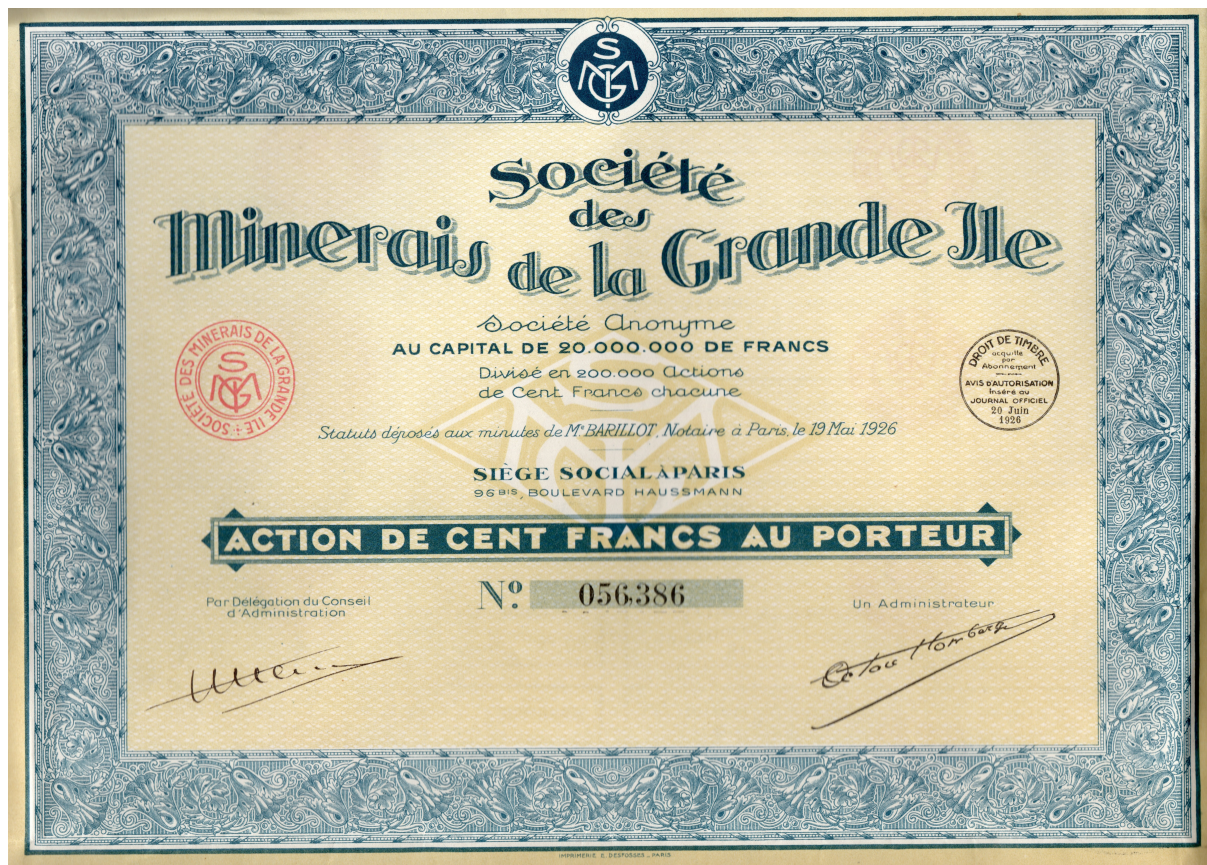 SMGI
Société
des
Minerais de la Grande Ile
Société Anonyme
AU CAPITAL DE 20.000.000 DE FRANCS
Divisé en 200.000 Actions
de Cent Francs chacune
Statuts déposés aux minutes de Mᵉ BARILLOT, Notaire à Paris, le 19 Mai 1926
SIÈGE SOCIAL À PARIS
96 BIS, BOULEVARD HAUSSMANN
SOCIÉTÉ DES MINERAIS DE LA GRANDE ILE
SMGI
DROIT DE TIMBRE
acquitté
par
Abonnement
AVIS D'AUTORISATION
Inséré au
JOURNAL OFFICIEL
20 Juin
1926
ACTION DE CENT FRANCS AU PORTEUR
Nº. 056,386
Par Délégation du Conseil
d'Administration
Un Administrateur
Octave Homberg
IMPRIMERIE E. DESFOSSÉS _ PARIS